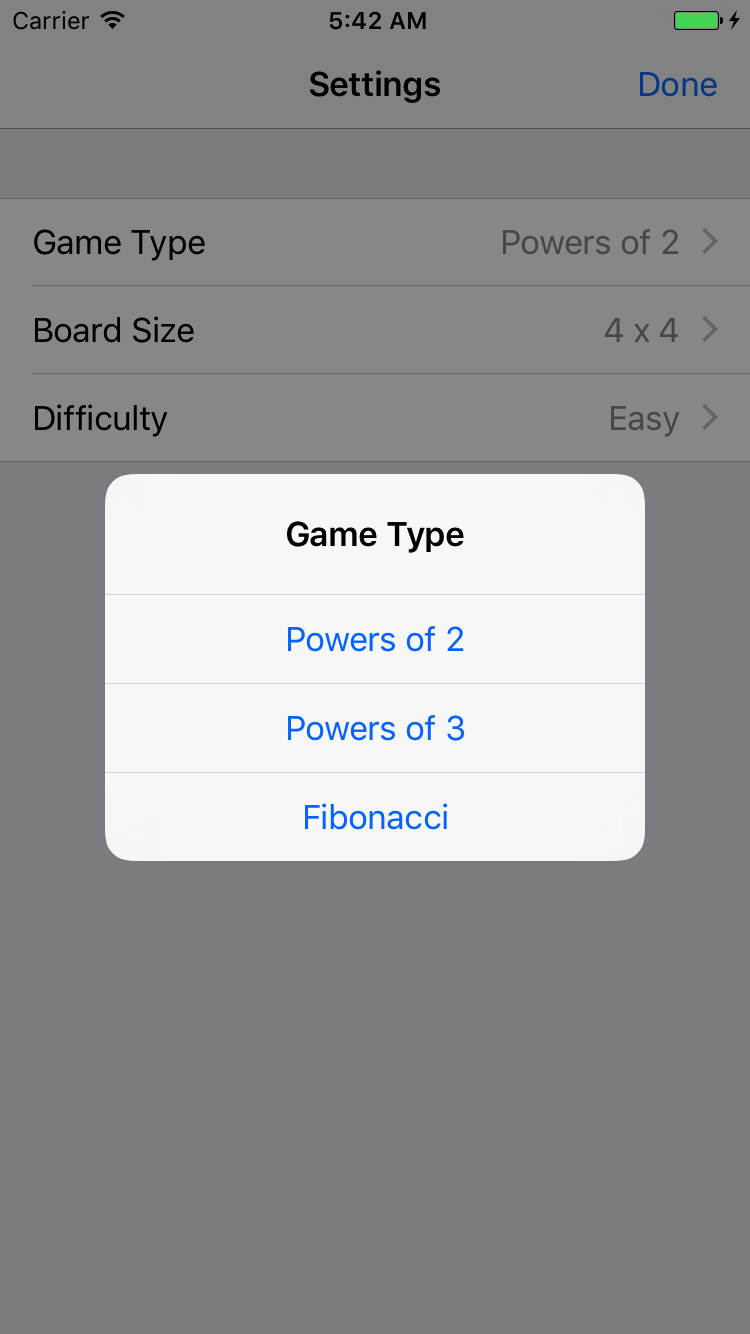 Carrier 5:42 AM
Settings Done
Game Type Powers of 2
Board Size 4 x 4
Difficulty Easy
Game Type
Powers of 2
Powers of 3
Fibonacci